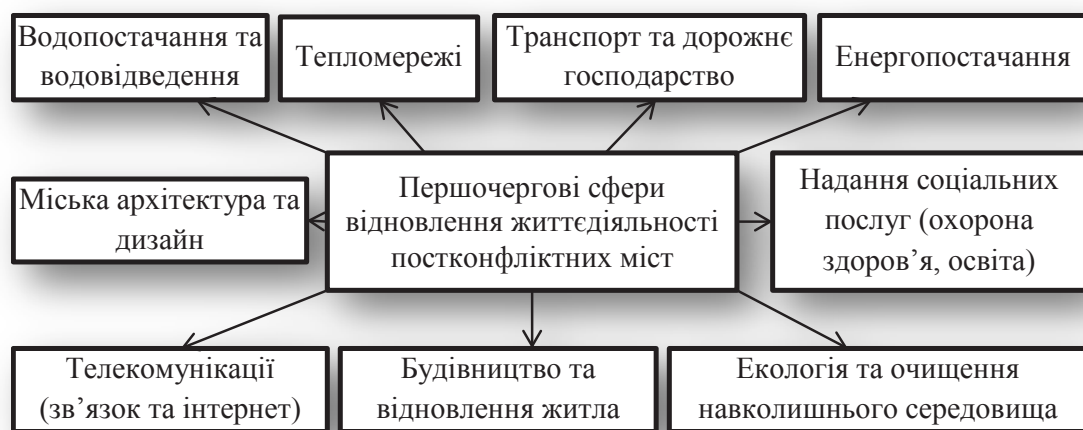 Водопостачання та
водовідведення
Тепломережі
Транспорт та дорожнє
господарство
Енергопостачання
Міська архітектура та
дизайн
Першочергові сфери
відновлення життєдіяльності
постконфліктних міст
Надання соціальних
послуг (охорона
здоров’я, освіта)
Телекомунікації
(зв’язок та інтернет)
Будівництво та
відновлення житла
Екологія та очищення
навколишнього середовища